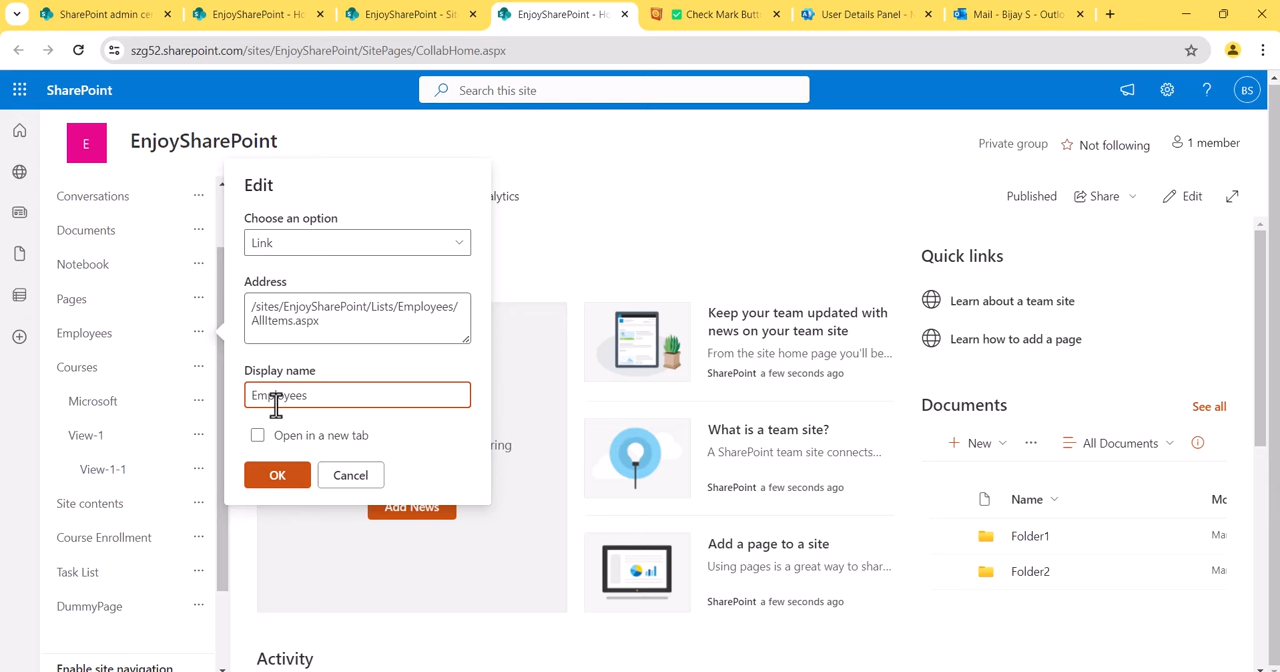 SharePoint admin ce
EnjoySharePoint - Ho
EnjoySharePoint - Sit
EnjoySharePoint - Ho
Check Mark Butt
User Details Panel - M
Mail - Bijay S - Outlo
szg52.sharepoint.com/sites/EnjoySharePoint/SitePages/CollabHome.aspx
SharePoint
Search this site
BS
E
EnjoySharePoint
Private group
Not following
1 member
Conversations
Documents
Notebook
Pages
Employees
Courses
Microsoft
View-1
View-1-1
Site contents
Course Enrollment
Task List
DummyPage
Enable site navigation
Edit
Choose an option
Link
Address
/sites/EnjoySharePoint/Lists/Employees/
AllItems.aspx
Display name
Employees
Open in a new tab
OK
Cancel
alytics
Published
Share
Edit
ring
Add News
Keep your team updated with
news on your team site
From the site home page you'll be...
SharePoint a few seconds ago
What is a team site?
A SharePoint team site connects...
SharePoint a few seconds ago
Add a page to a site
Using pages is a great way to shar...
SharePoint a few seconds ago
Activity
Quick links
Learn about a team site
Learn how to add a page
Documents
See all
New
All Documents
Name
Mo
Folder1
Ma
Folder2
Ma